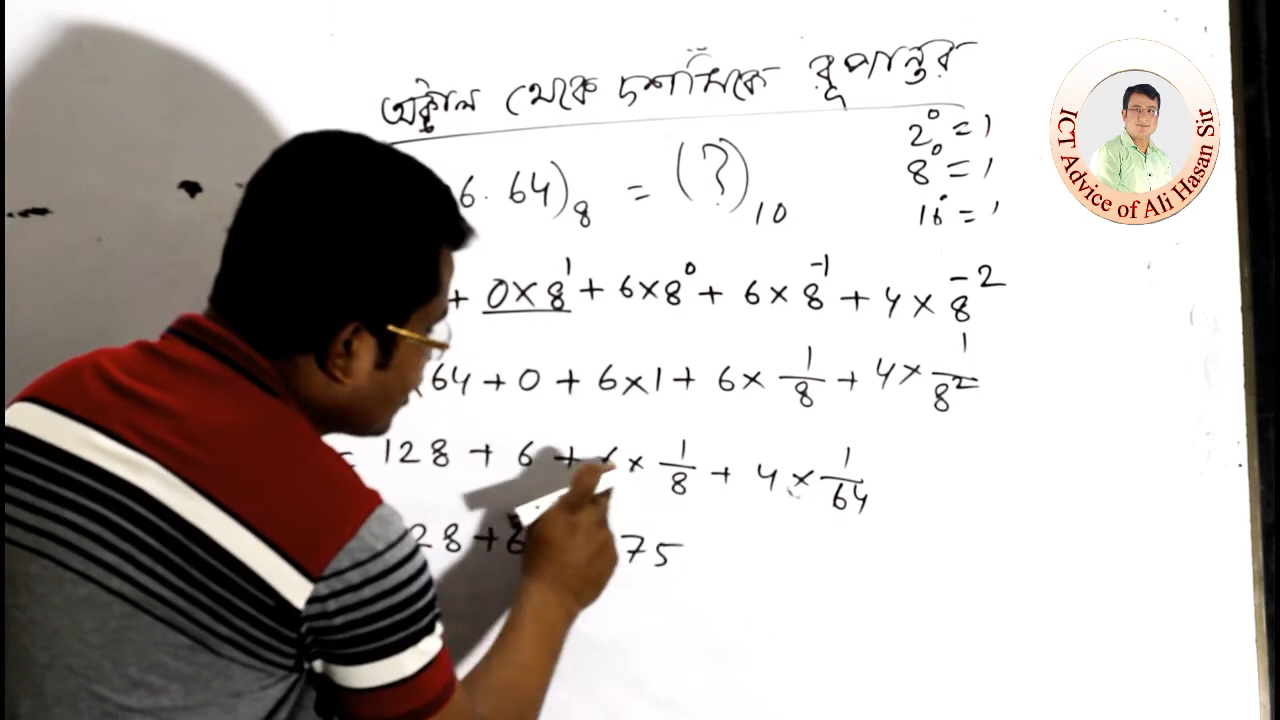 অক্টাল থেকে দশমিকে রূপান্তর
2⁰ = 1
8⁰ = 1
16⁰ = 1
6.64)₈ = (?)₁₀
+ 0×8¹ + 6×8⁰ + 6×8⁻¹ + 4×8⁻²
×64 + 0 + 6×1 + 6×1/8 + 4×1/8²
= 128 + 6 + 6×1/8 + 4×1/64
28+6 75
ICT Advice of Ali Hasan Sir